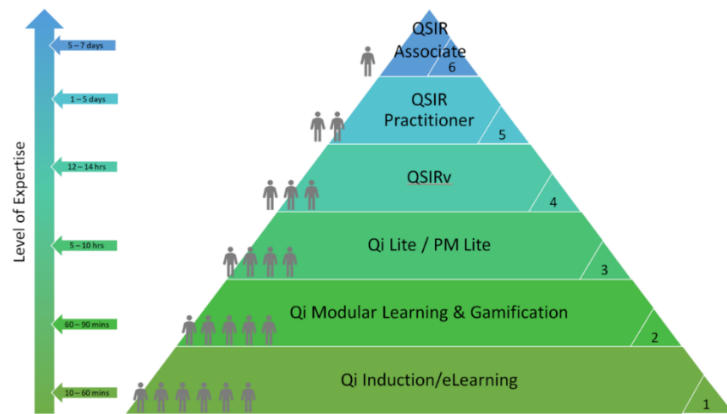 QSIR
Associate
6
5 – 7 days
QSIR
Practitioner
5
1 – 5 days
QSIRv
4
12 – 14 hrs
Qi Lite / PM Lite
3
5 – 10 hrs
Qi Modular Learning & Gamification
2
60 – 90 mins
Qi Induction/eLearning
1
10 – 60 mins
Level of Expertise